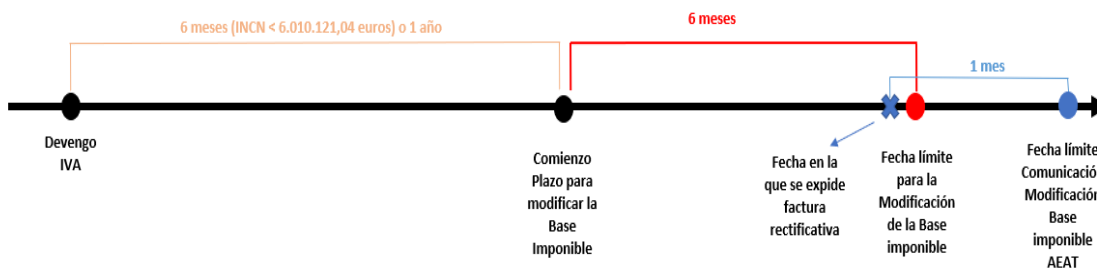 6 meses (INCN < 6.010.121,04 euros) o 1 año
6 meses
1 mes
Devengo
IVA
Comienzo
Plazo para
modificar la
Base
Imponible
Fecha en la
que se expide
factura
rectificativa
Fecha límite
para la
Modificación
de la Base
imponible
Fecha límite
Comunicació
Modificación
Base
imponible
AEAT